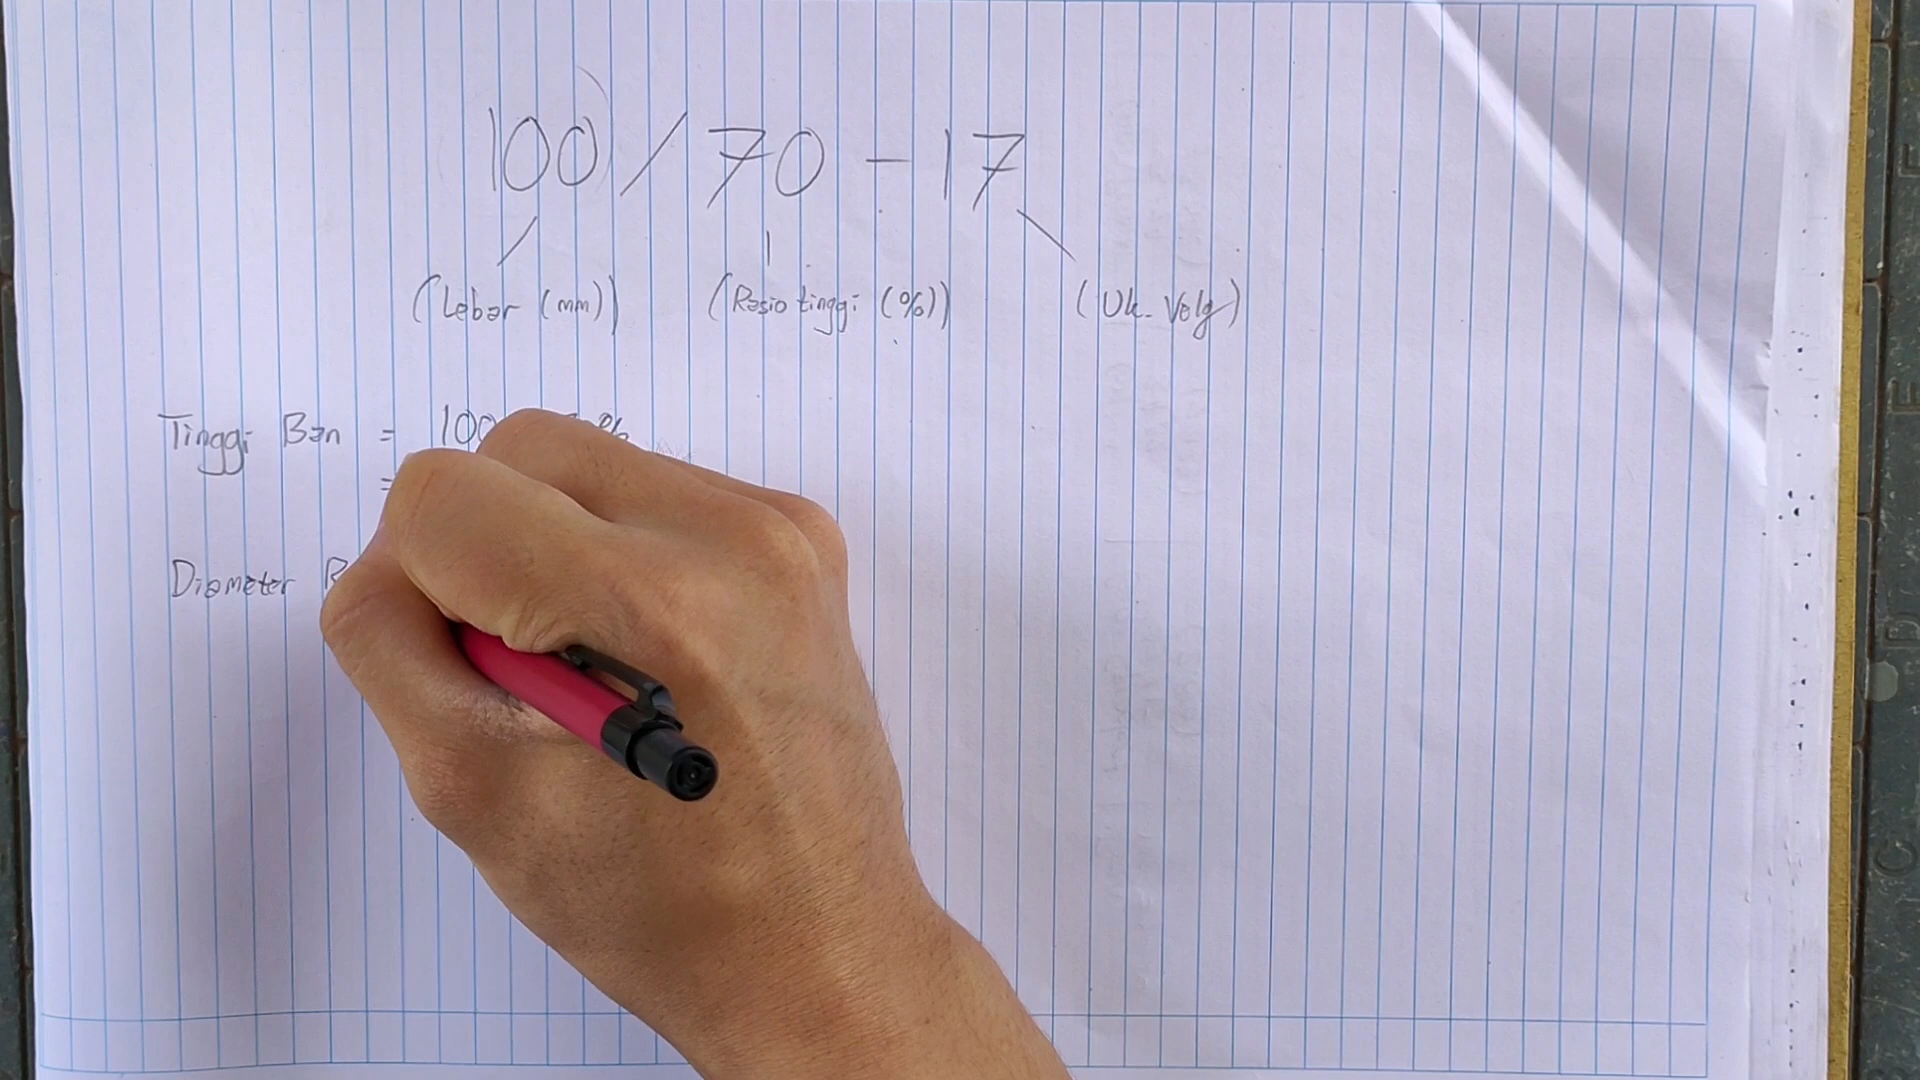 100 / 70 - 17
(Lebar (mm)) (Rasio tinggi (%)) (Uk. Velg)
Tinggi Ban = 100 %
=
Diameter